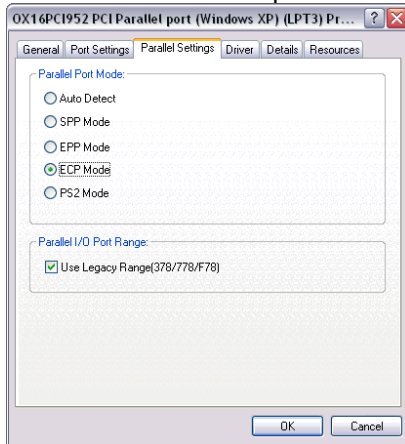 OX16PCI952 PCI Parallel port (Windows XP) (LPT3) Pr... ?
General Port Settings Parallel Settings Driver Details Resources
Parallel Port Mode:
Auto Detect
SPP Mode
EPP Mode
ECP Mode
PS2 Mode
Parallel I/O Port Range:
Use Legacy Range(378/778/F78)
OK Cancel